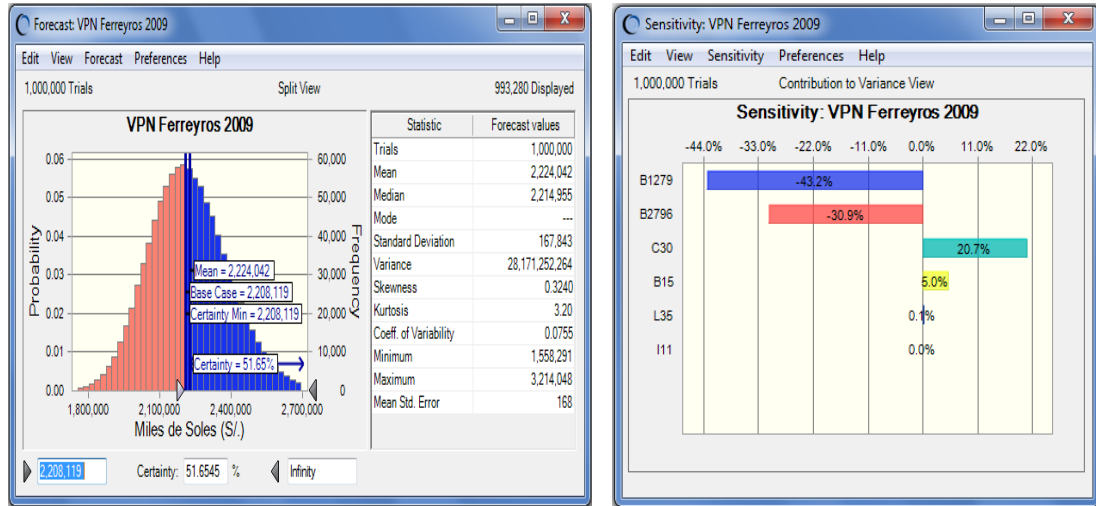 Forecast: VPN Ferreyros 2009
Edit View Forecast Preferences Help
1,000,000 Trials Split View 993,280 Displayed
VPN Ferreyros 2009
Probability
0.06
0.05
0.04
0.03
0.02
0.01
0.00
60,000
50,000
40,000
30,000
20,000
10,000
0
Frequency
Mean = 2,224,042
Base Case = 2,208,119
Certainty Min = 2,208,119
Certainty = 51.65%
1,800,000 2,100,000 2,400,000 2,700,000
Miles de Soles (S/.)
Statistic Forecast values
Trials 1,000,000
Mean 2,224,042
Median 2,214,955
Mode ---
Standard Deviation 167,843
Variance 28,171,252,264
Skewness 0.3240
Kurtosis 3.20
Coeff. of Variability 0.0755
Minimum 1,558,291
Maximum 3,214,048
Mean Std. Error 168
2,208,119 Certainty: 51.6545 % Infinity
Sensitivity: VPN Ferreyros 2009
Edit View Sensitivity Preferences Help
1,000,000 Trials Contribution to Variance View
Sensitivity: VPN Ferreyros 2009
-44.0% -33.0% -22.0% -11.0% 0.0% 11.0% 22.0%
B1279 -43.2%
B2796 -30.9%
C30 20.7%
B15 5.0%
L35 0.1%
I11 0.0%